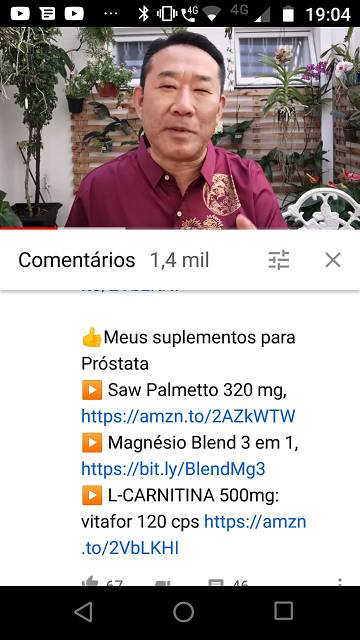 4G
4G
19:04
Comentários 1,4 mil
👍Meus suplementos para
Próstata
▶️ Saw Palmetto 320 mg,
https://amzn.to/2AZkWTW
▶️ Magnésio Blend 3 em 1,
https://bit.ly/BlendMg3
▶️ L-CARNITINA 500mg:
vitafor 120 cps https://amzn
.to/2VbLKHI
67 46